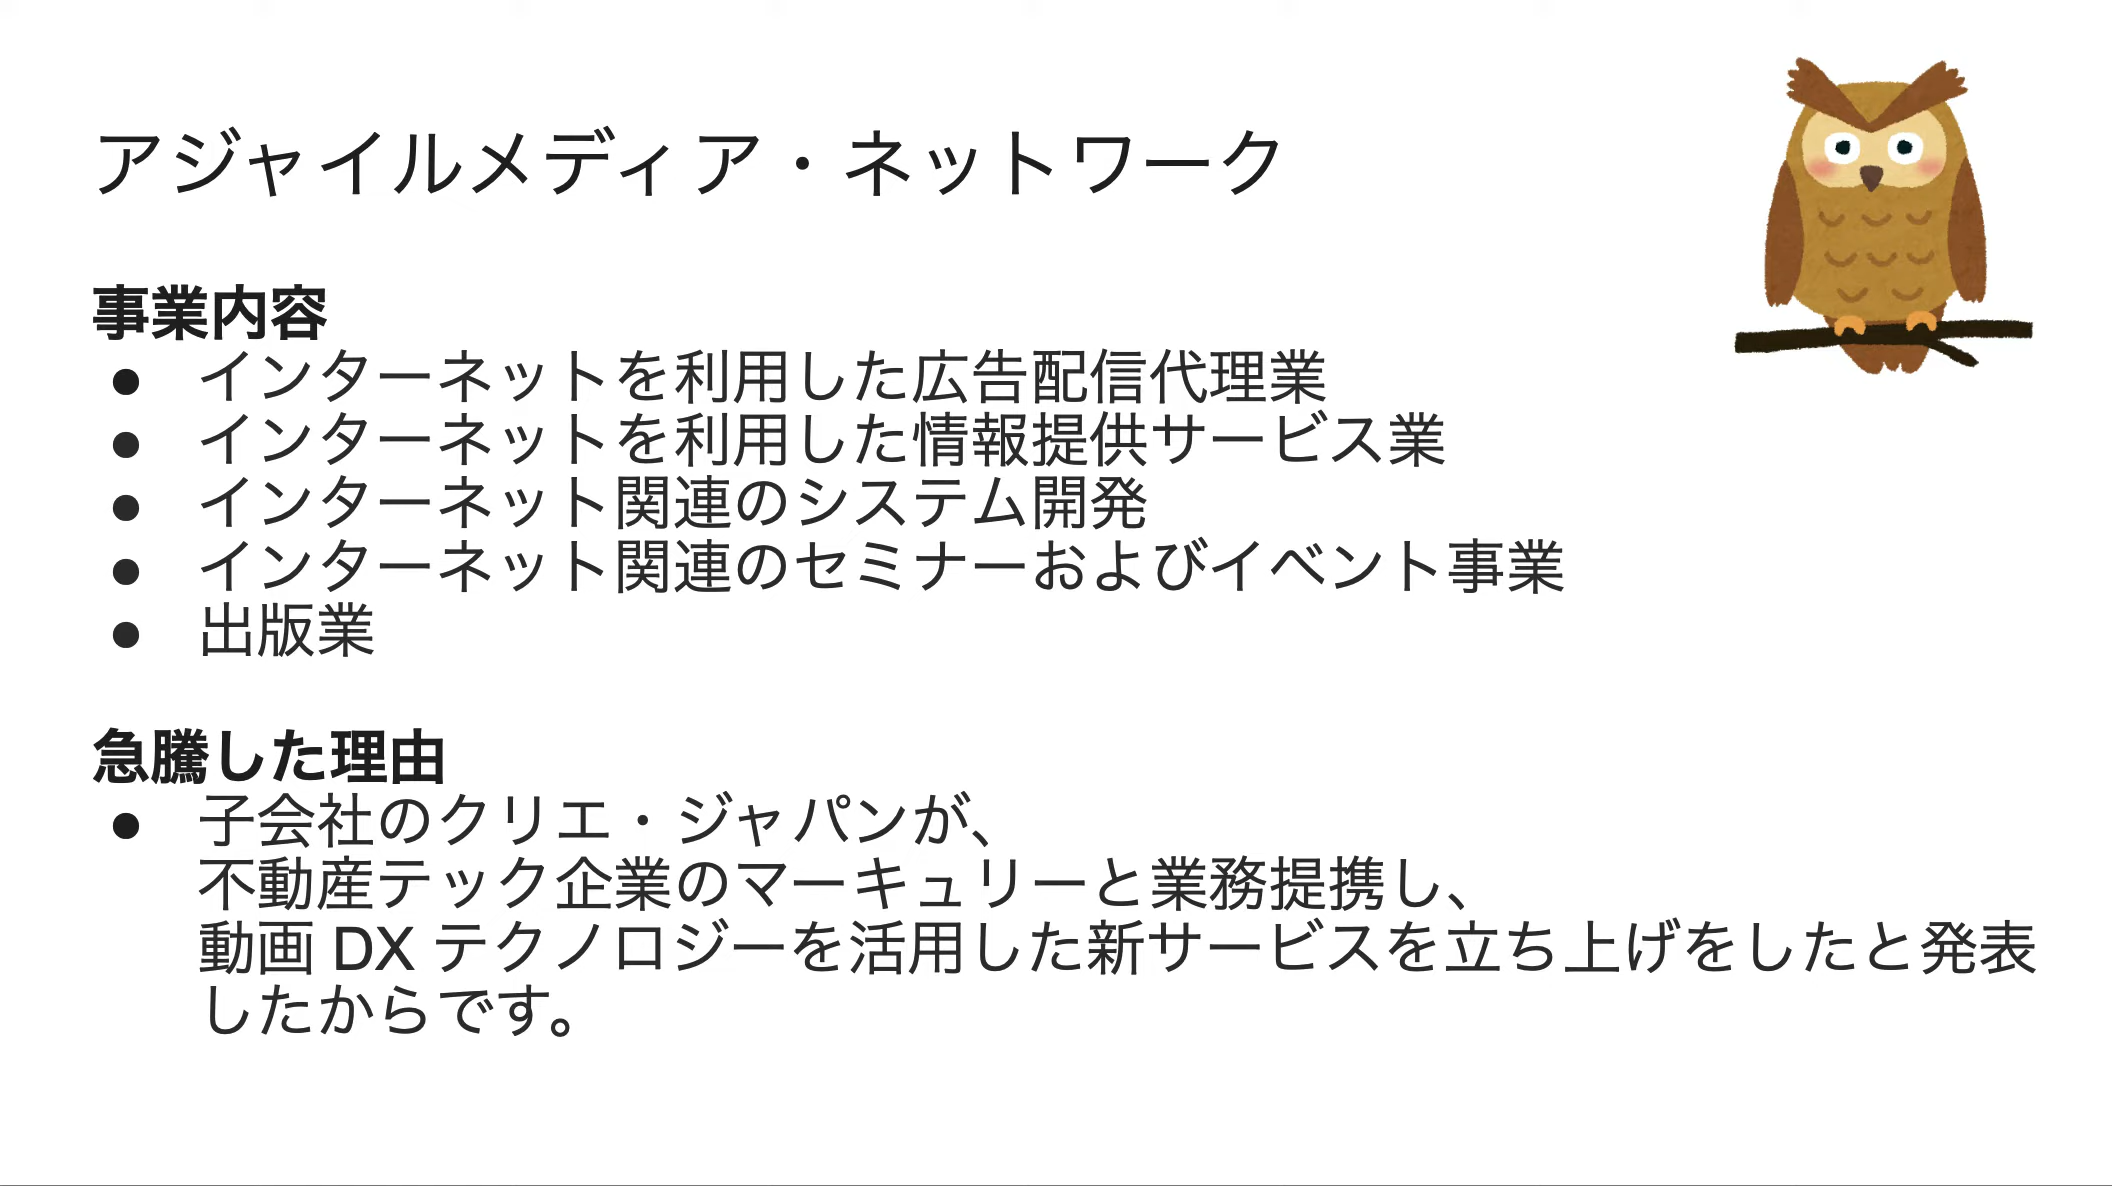 アジャイルメディア・ネットワーク
事業内容
● インターネットを利用した広告配信代理業
● インターネットを利用した情報提供サービス業
● インターネット関連のシステム開発
● インターネット関連のセミナーおよびイベント事業
● 出版業
急騰した理由
● 子会社のクリエ・ジャパンが、
不動産テック企業のマーキュリーと業務提携し、
動画 DX テクノロジーを活用した新サービスを立ち上げをしたと発表
したからです。